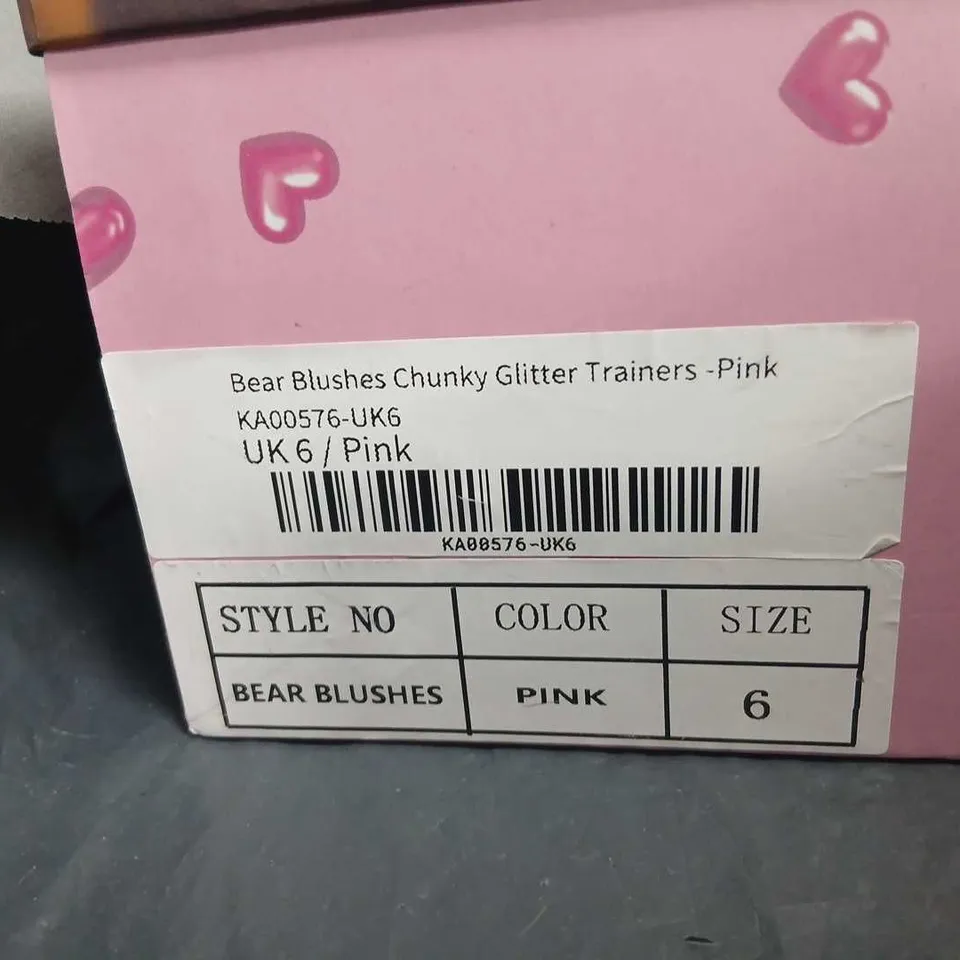 Bear Blushes Chunky Glitter Trainers -Pink
KA00576-UK6
UK 6 / Pink
KA00576-UK6
STYLE NO COLOR SIZE
BEAR BLUSHES PINK 6